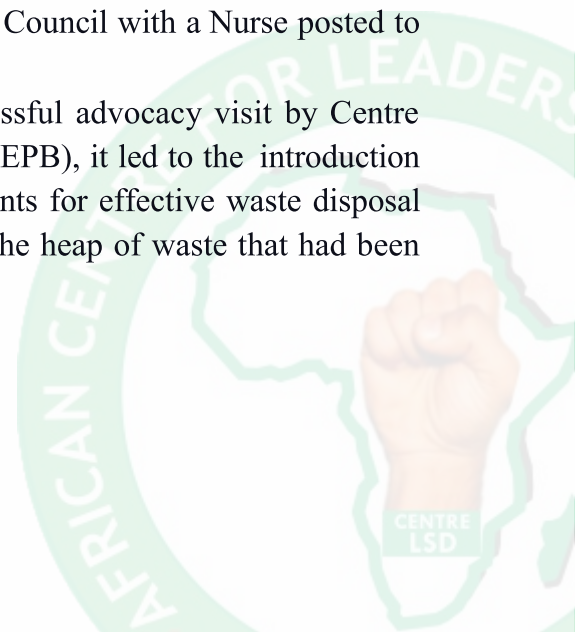 Council with a Nurse posted to
ssful advocacy visit by Centre
EPB), it led to the introduction
nts for effective waste disposal
he heap of waste that had been
AFRICAN CENTRE FOR LEADERS
CENTRE
LSD